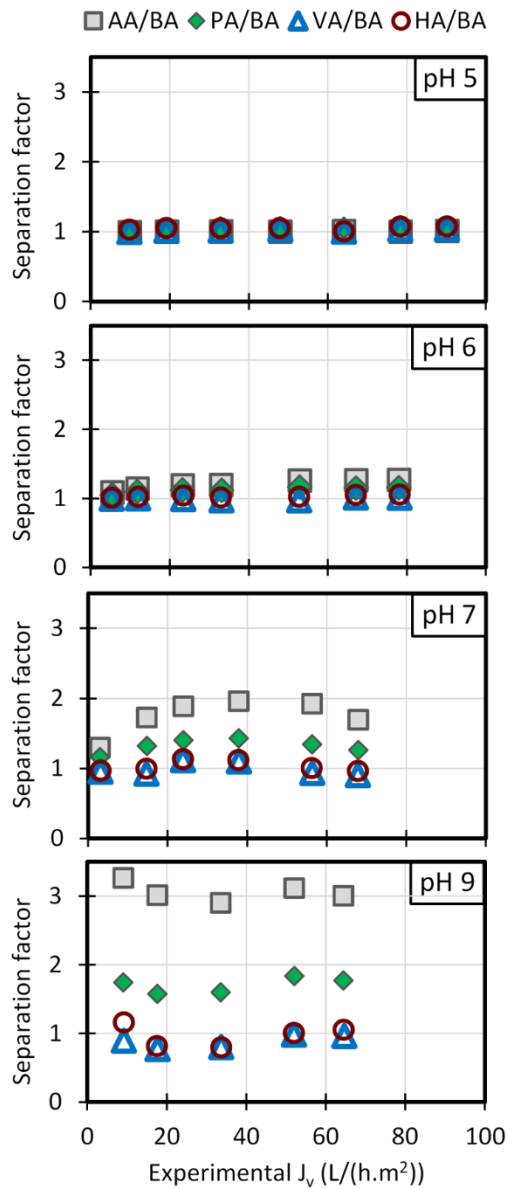 AA/BA PA/BA VA/BA HA/BA
pH 5
Separation factor
3
2
1
0
pH 6
Separation factor
3
2
1
0
pH 7
Separation factor
3
2
1
0
pH 9
Separation factor
3
2
1
0
0 20 40 60 80 100
Experimental Jᵥ (L/(h.m²))